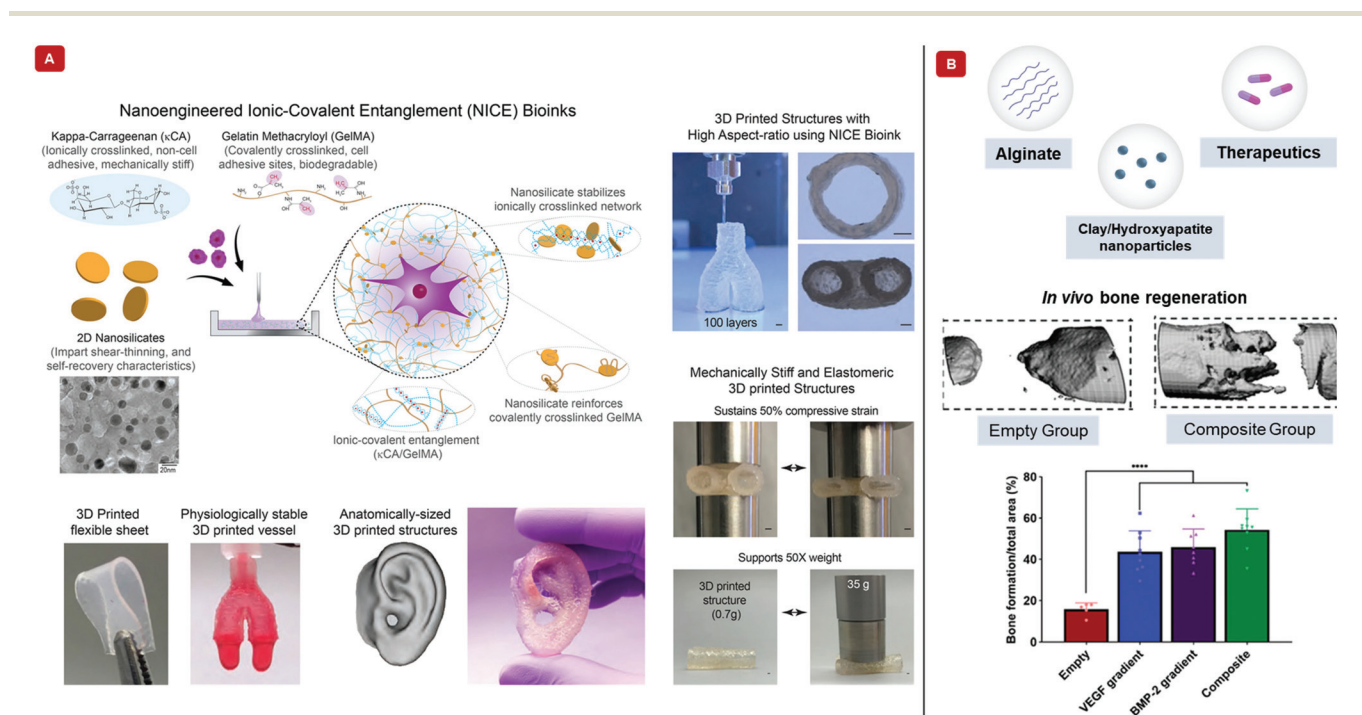 A
Nanoengineered Ionic-Covalent Entanglement (NICE) Bioinks
Kappa-Carrageenan (κCA)
(Ionically crosslinked, non-cell
adhesive, mechanically stiff)
Gelatin Methacryloyl (GelMA)
(Covalently crosslinked, cell
adhesive sites, biodegradable)
Nanosilicate stabilizes
ionically crosslinked network
2D Nanosilicates
(Impart shear-thinning, and
self-recovery characteristics)
20nm
Nanosilicate reinforces
covalently crosslinked GelMA
Ionic-covalent entanglement
(κCA/GelMA)
3D Printed
flexible sheet
Physiologically stable
3D printed vessel
Anatomically-sized
3D printed structures
3D Printed Structures with
High Aspect-ratio using NICE Bioink
100 layers
Mechanically Stiff and Elastomeric
3D printed Structures
Sustains 50% compressive strain
Supports 50X weight
3D printed
structure
(0.7g)
35 g
B
Alginate
Therapeutics
Clay/Hydroxyapatite
nanoparticles
In vivo bone regeneration
Empty Group
Composite Group
Bone formation/total area (%)
80
60
40
20
0
****
Empty
VEGF gradient
BMP-2 gradient
Composite